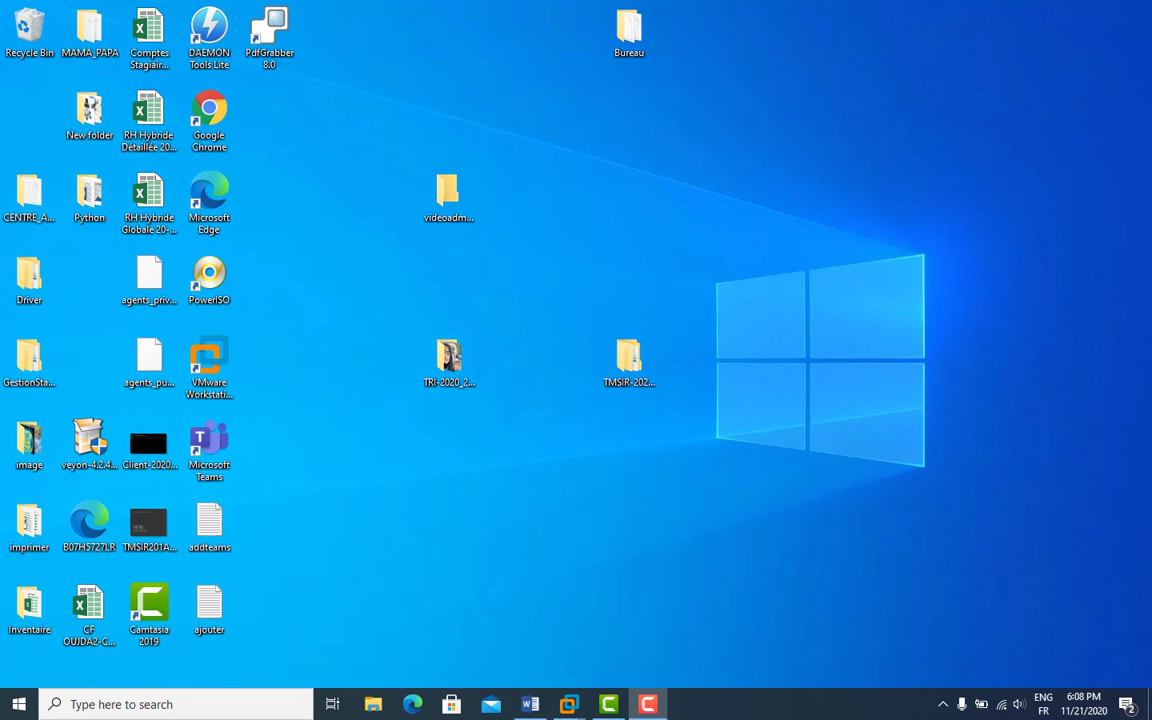 Recycle Bin
MAMA_PAPA
Comptes
Stagiair...
DAEMON
Tools Lite
PdfGrabber
8.0
Bureau
New folder
RH Hybride
Détaillée 20...
Google
Chrome
CENTRE_A...
Python
RH Hybride
Globale 20-...
Microsoft
Edge
videoadm...
Driver
agents_priv...
PowerISO
GestionSta...
agents_pu...
VMware
Workstati...
TRI-2020_2...
TMSIR-202...
image
veyon-4.2.4...
Client-2020...
Microsoft
Teams
imprimer
B07H5727LR
TMSIR201A...
addteams
Inventaire
CF
OUJDA2-C...
Camtasia
2019
ajouter
Type here to search
ENG
FR
6:08 PM
11/21/2020
2